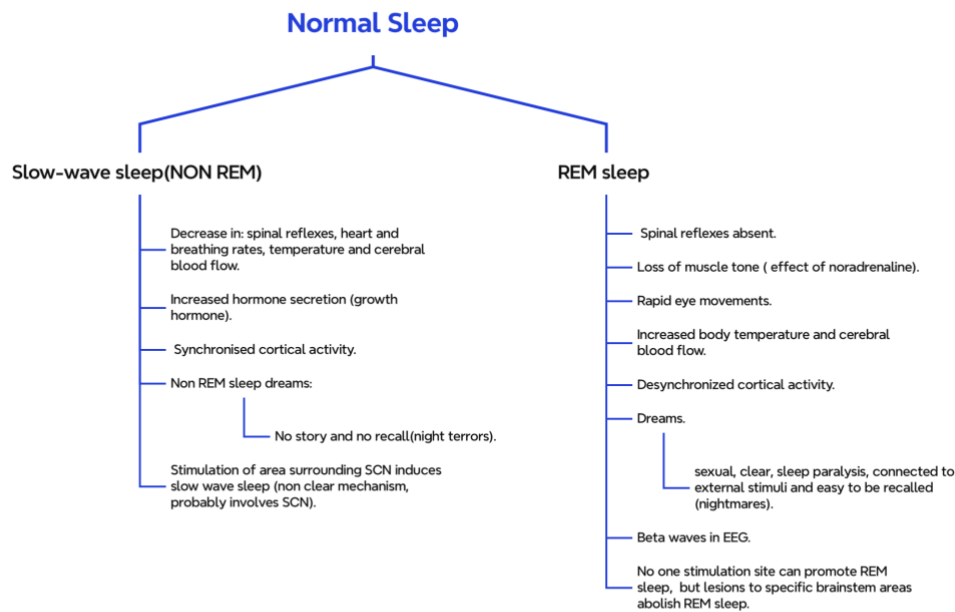 Normal Sleep
Slow-wave sleep(NON REM)
Decrease in: spinal reflexes, heart and
breathing rates, temperature and cerebral
blood flow.
Increased hormone secretion (growth
hormone).
Synchronised cortical activity.
Non REM sleep dreams:
No story and no recall(night terrors).
Stimulation of area surrounding SCN induces
slow wave sleep (non clear mechanism,
probably involves SCN).
REM sleep
Spinal reflexes absent.
Loss of muscle tone ( effect of noradrenaline).
Rapid eye movements.
Increased body temperature and cerebral
blood flow.
Desynchronized cortical activity.
Dreams.
sexual, clear, sleep paralysis, connected to
external stimuli and easy to be recalled
(nightmares).
Beta waves in EEG.
No one stimulation site can promote REM
sleep, but lesions to specific brainstem areas
abolish REM sleep.